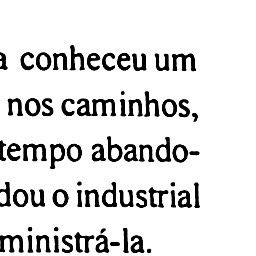 a conheceu um
nos caminhos,
tempo abando-
dou o industrial
ministrá-la.